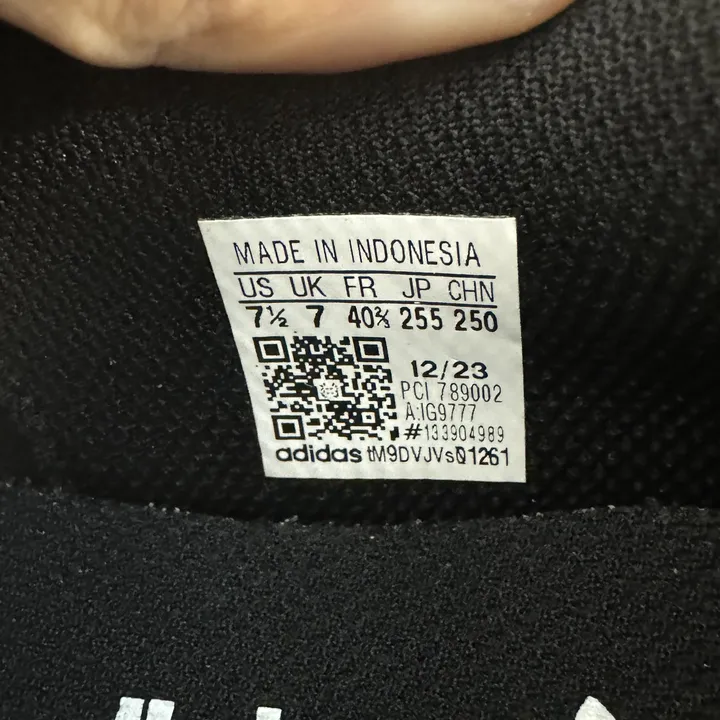 MADE IN INDONESIA
US UK FR JP CHN
7½ 7 40⅔ 255 250
12/23
PCI 789002
A:IG9777
#133904989
adidas tM9DVJVsQ1261